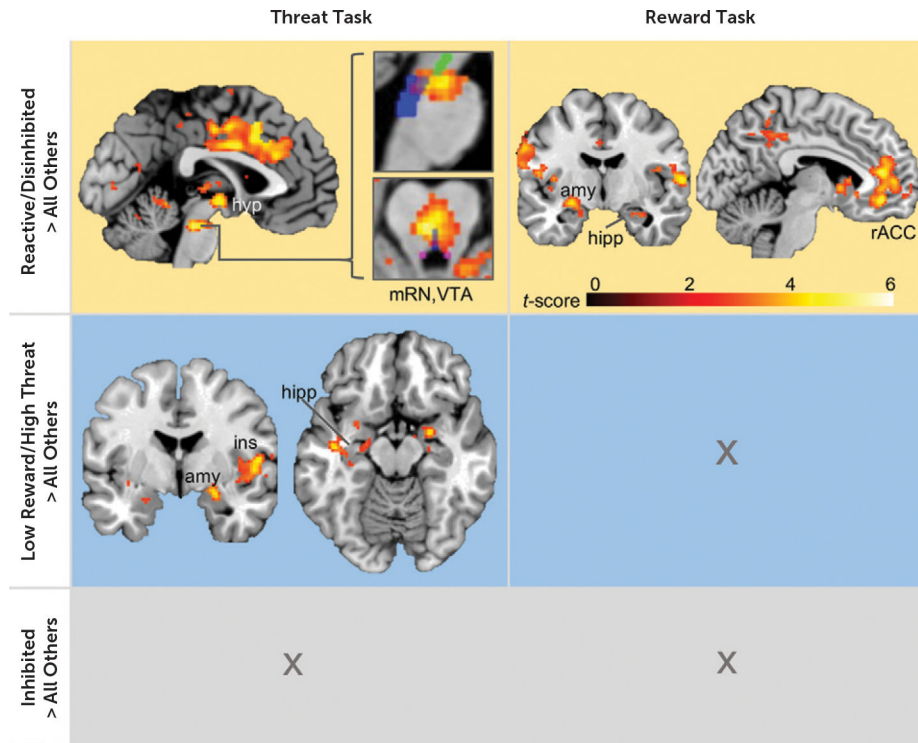 Threat Task
Reward Task
Reactive/Disinhibited
> All Others
hyp
mRN,VTA
amy
hipp
rACC
t-score
0 2 4 6
Low Reward/High Threat
> All Others
ins
amy
hipp
X
Inhibited
> All Others
X
X